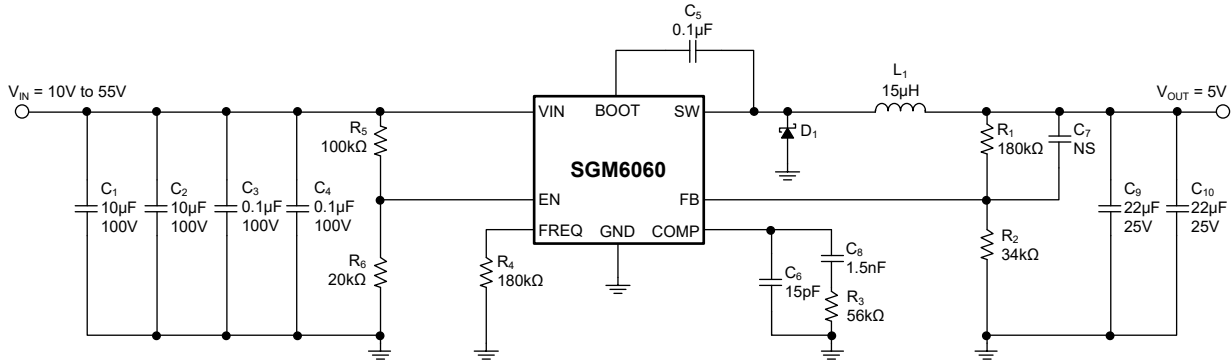 C₅
0.1μF
V_IN = 10V to 55V
L₁
15μH
V_OUT = 5V
VIN
BOOT
SW
R₅
100kΩ
D₁
R₁
180kΩ
C₇
NS
SGM6060
C₁
10μF
100V
C₂
10μF
100V
C₃
0.1μF
100V
C₄
0.1μF
100V
EN
FB
C₉
22μF
25V
C₁₀
22μF
25V
FREQ
GND
COMP
R₆
20kΩ
R₄
180kΩ
C₆
15pF
C₈
1.5nF
R₃
56kΩ
R₂
34kΩ